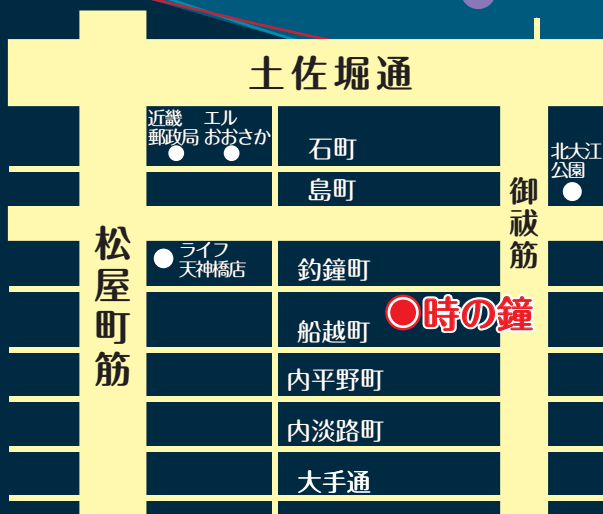 土佐堀通
近畿
郵政局
エル
おおさか
石町
北大江
公園
島町
御祓筋
松屋町筋
ライフ
天神橋店
釣鐘町
時の鐘
船越町
内平野町
内淡路町
大手通